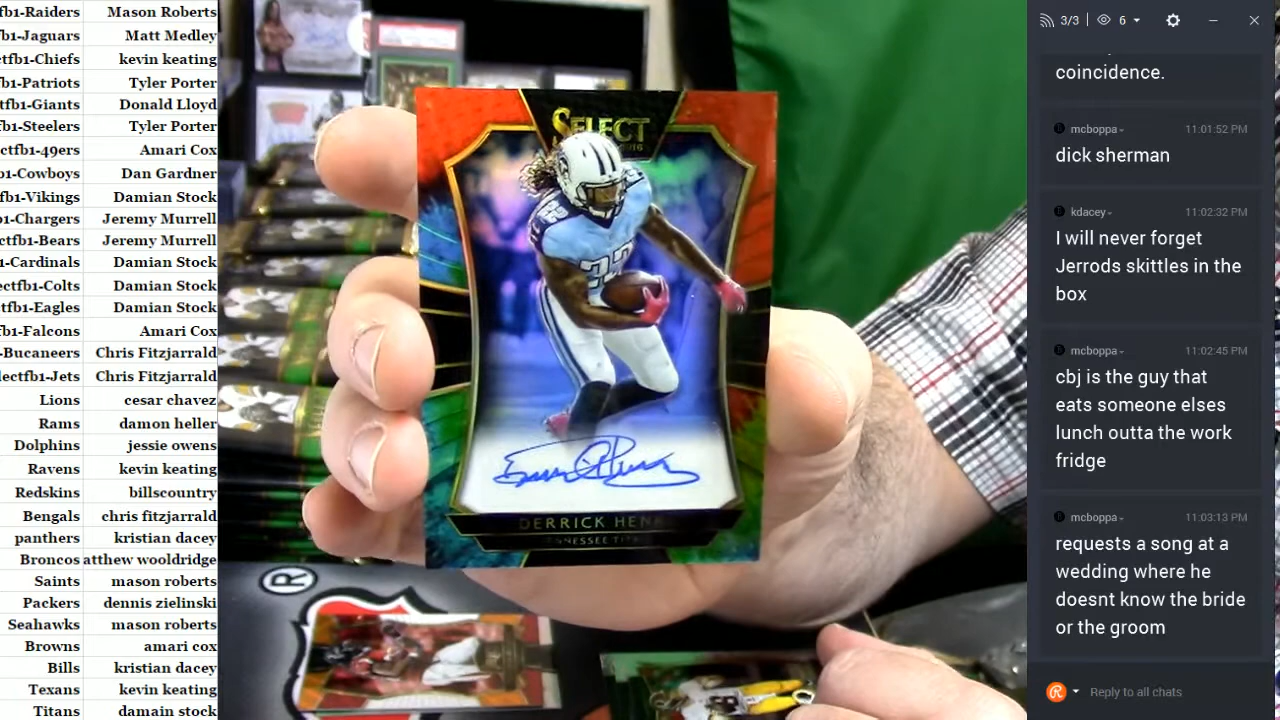 fb1-Raiders Mason Roberts
b1-Jaguars Matt Medley
ctfb1-Chiefs kevin keating
fb1-Patriots Tyler Porter
ctfb1-Giants Donald Lloyd
fb1-Steelers Tyler Porter
ectfb1-49ers Amari Cox
b1-Cowboys Dan Gardner
fb1-Vikings Damian Stock
1-Chargers Jeremy Murrell
ctfb1-Bears Jeremy Murrell
1-Cardinals Damian Stock
ectfb1-Colts Damian Stock
ctfb1-Eagles Damian Stock
fb1-Falcons Amari Cox
-Bucaneers Chris Fitzjarrald
lectfb1-Jets Chris Fitzjarrald
Lions cesar chavez
Rams damon heller
Dolphins jessie owens
Ravens kevin keating
Redskins billscountry
Bengals chris fitzjarrald
panthers kristian dacey
Broncos atthew wooldridge
Saints mason roberts
Packers dennis zielinski
Seahawks mason roberts
Browns amari cox
Bills kristian dacey
Texans kevin keating
Titans damain stock
SELECT
2016
22
DERRICK HENR
NNESSEE TIT
®
3/3 6
coincidence.
mcboppa 11:01:52 PM
dick sherman
kdacey 11:02:32 PM
I will never forget
Jerrods skittles in the
box
mcboppa 11:02:45 PM
cbj is the guy that
eats someone elses
lunch outta the work
fridge
mcboppa 11:03:13 PM
requests a song at a
wedding where he
doesnt know the bride
or the groom
Reply to all chats